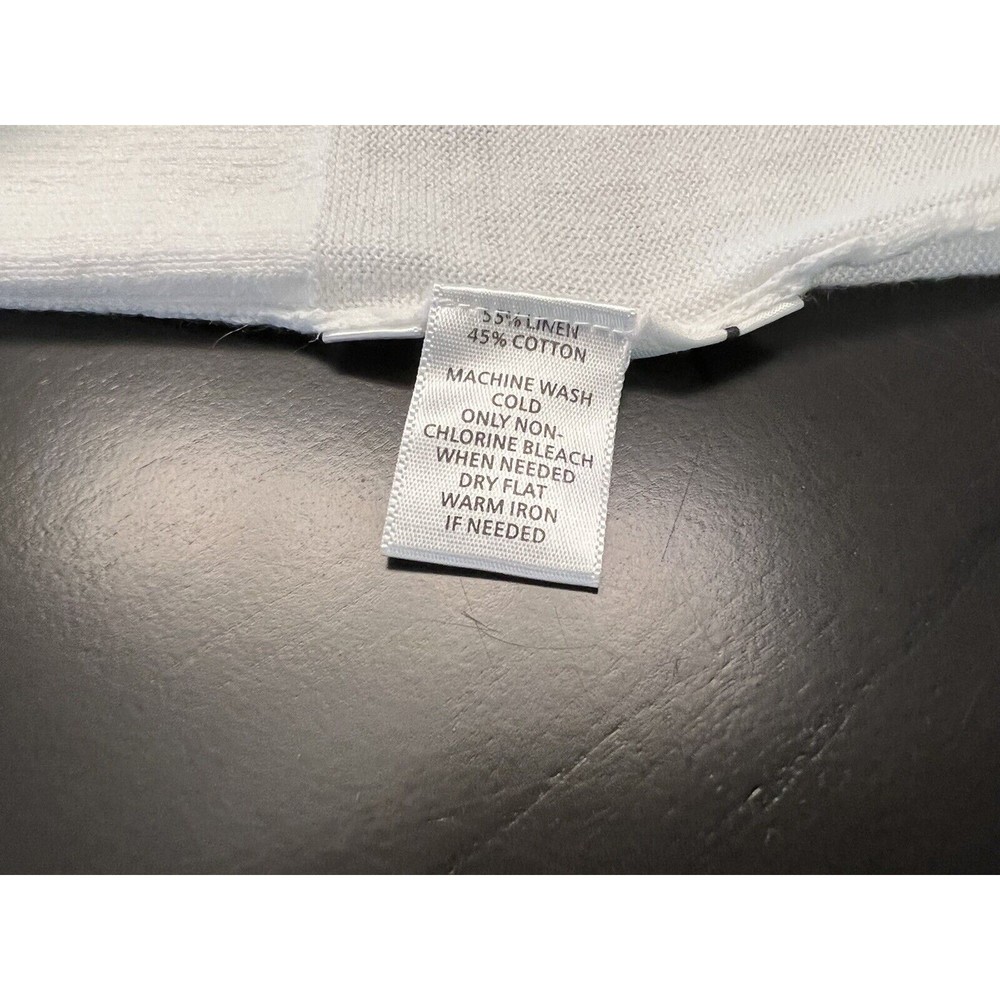 55% LINEN
45% COTTON
MACHINE WASH
COLD
ONLY NON-
CHLORINE BLEACH
WHEN NEEDED
DRY FLAT
WARM IRON
IF NEEDED